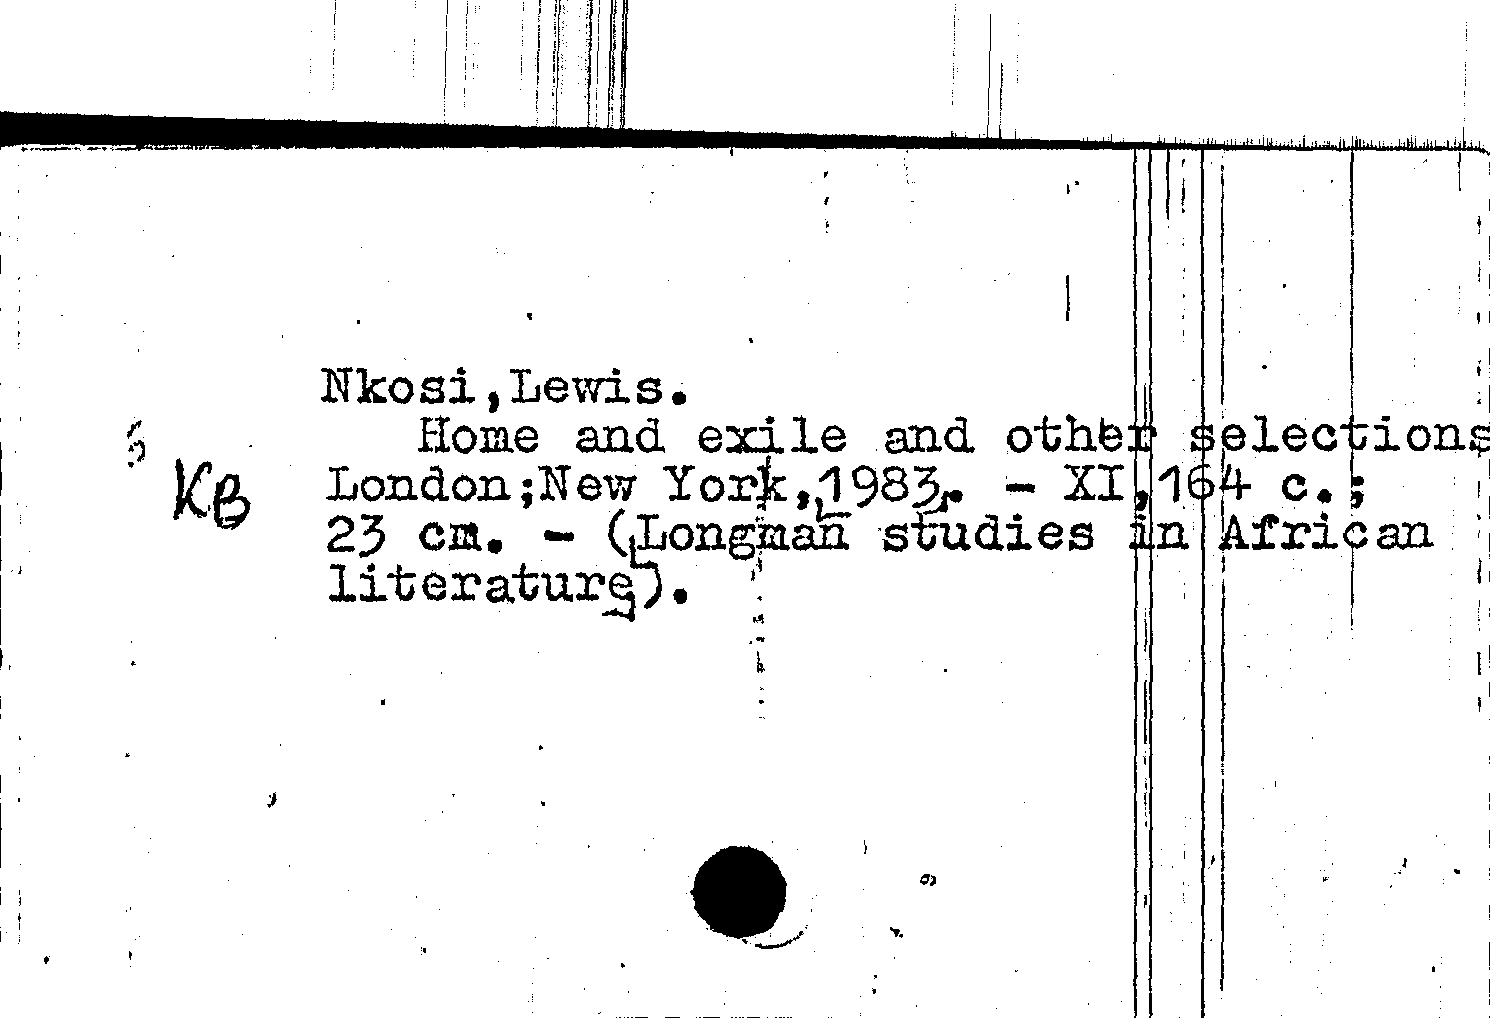 Nkosi,Lewis.
Home and exile and other selections
KB
London;New York,1983. - XI,164 c.;
23 cm. - (Longman studies in African
literature).